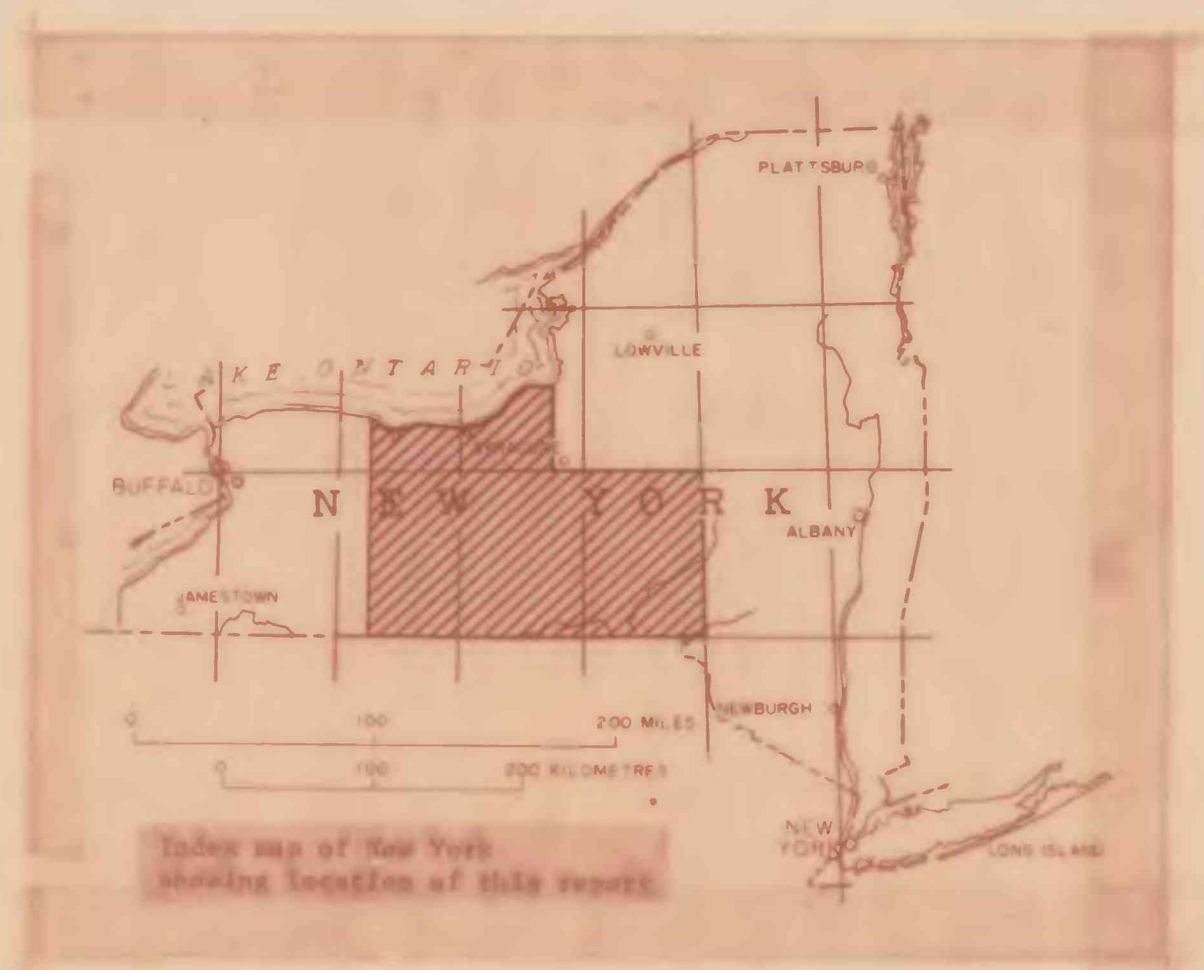 PLATTSBURG
LOWVILLE
LAKE ONTARIO
BUFFALO
NEW YORK
ALBANY
JAMESTOWN
NEWBURGH
0 100 200 MILES
0 100 200 KILOMETRES
NEW
YORK
LONG ISLAND
Index map of New York
showing location of this report